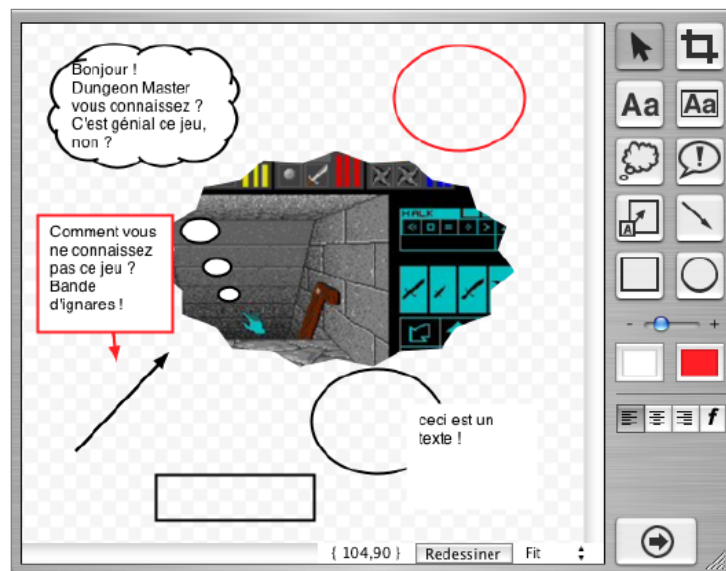 Bonjour !
Dungeon Master
vous connaissez ?
C'est génial ce jeu,
non ?
Aa
Aa
WALK
Comment vous
ne connaissez
pas ce jeu ?
Bande
d'ignares !
A
- +
ceci est un
texte !
f
{ 104,90 } Redessiner Fit